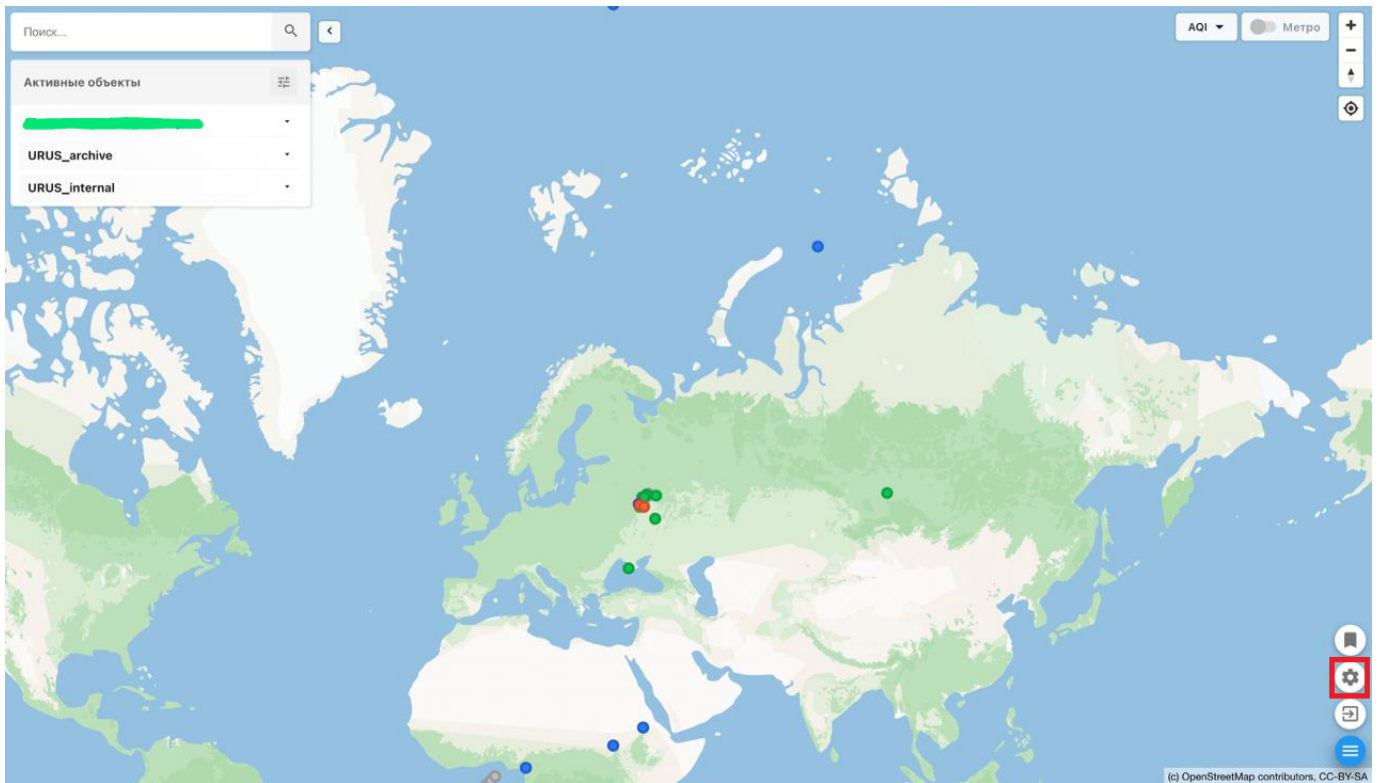 Поиск...
AQI
Метро
Активные объекты
URUS_archive
URUS_internal
(c) OpenStreetMap contributors, CC-BY-SA